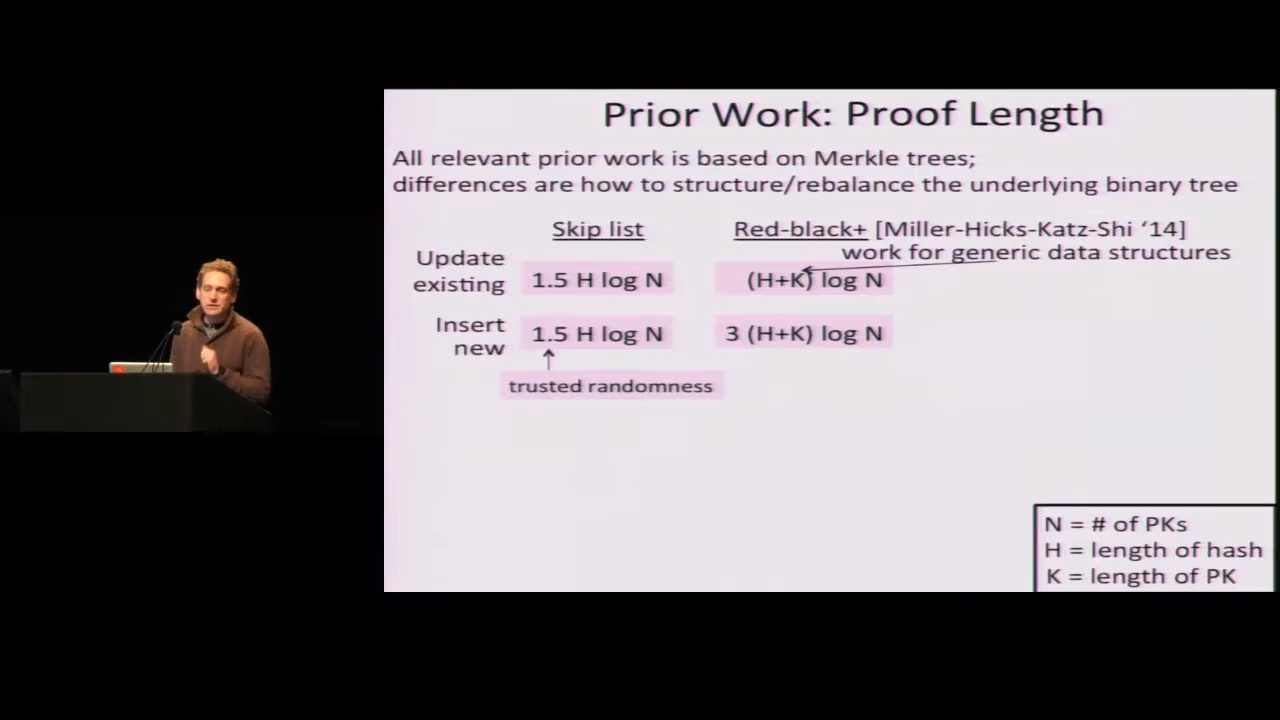 Prior Work: Proof Length
All relevant prior work is based on Merkle trees;
differences are how to structure/rebalance the underlying binary tree
Skip list
Red-black+ [Miller-Hicks-Katz-Shi ‘14]
work for generic data structures
Update
existing
1.5 H log N
(H+K) log N
Insert
new
1.5 H log N
3 (H+K) log N
trusted randomness
N = # of PKs
H = length of hash
K = length of PK